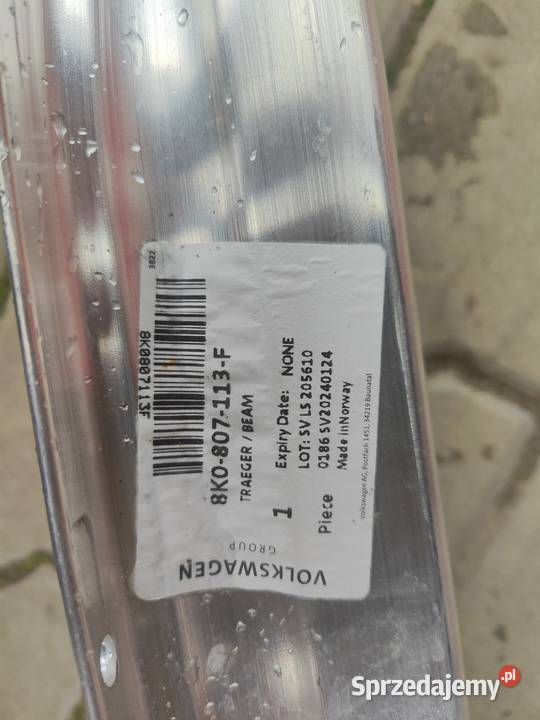 3822
8K0807113F
8K0-807-113-F
TRAEGER / BEAM
1
Piece
Expiry Date: NONE
LOT: SV LS 205610
0186 SV20240124
Made in Norway
Volkswagen AG, Postfach 1451, 34219 Baunatal
VOLKSWAGEN
GROUP
Sprzedajemy.pl